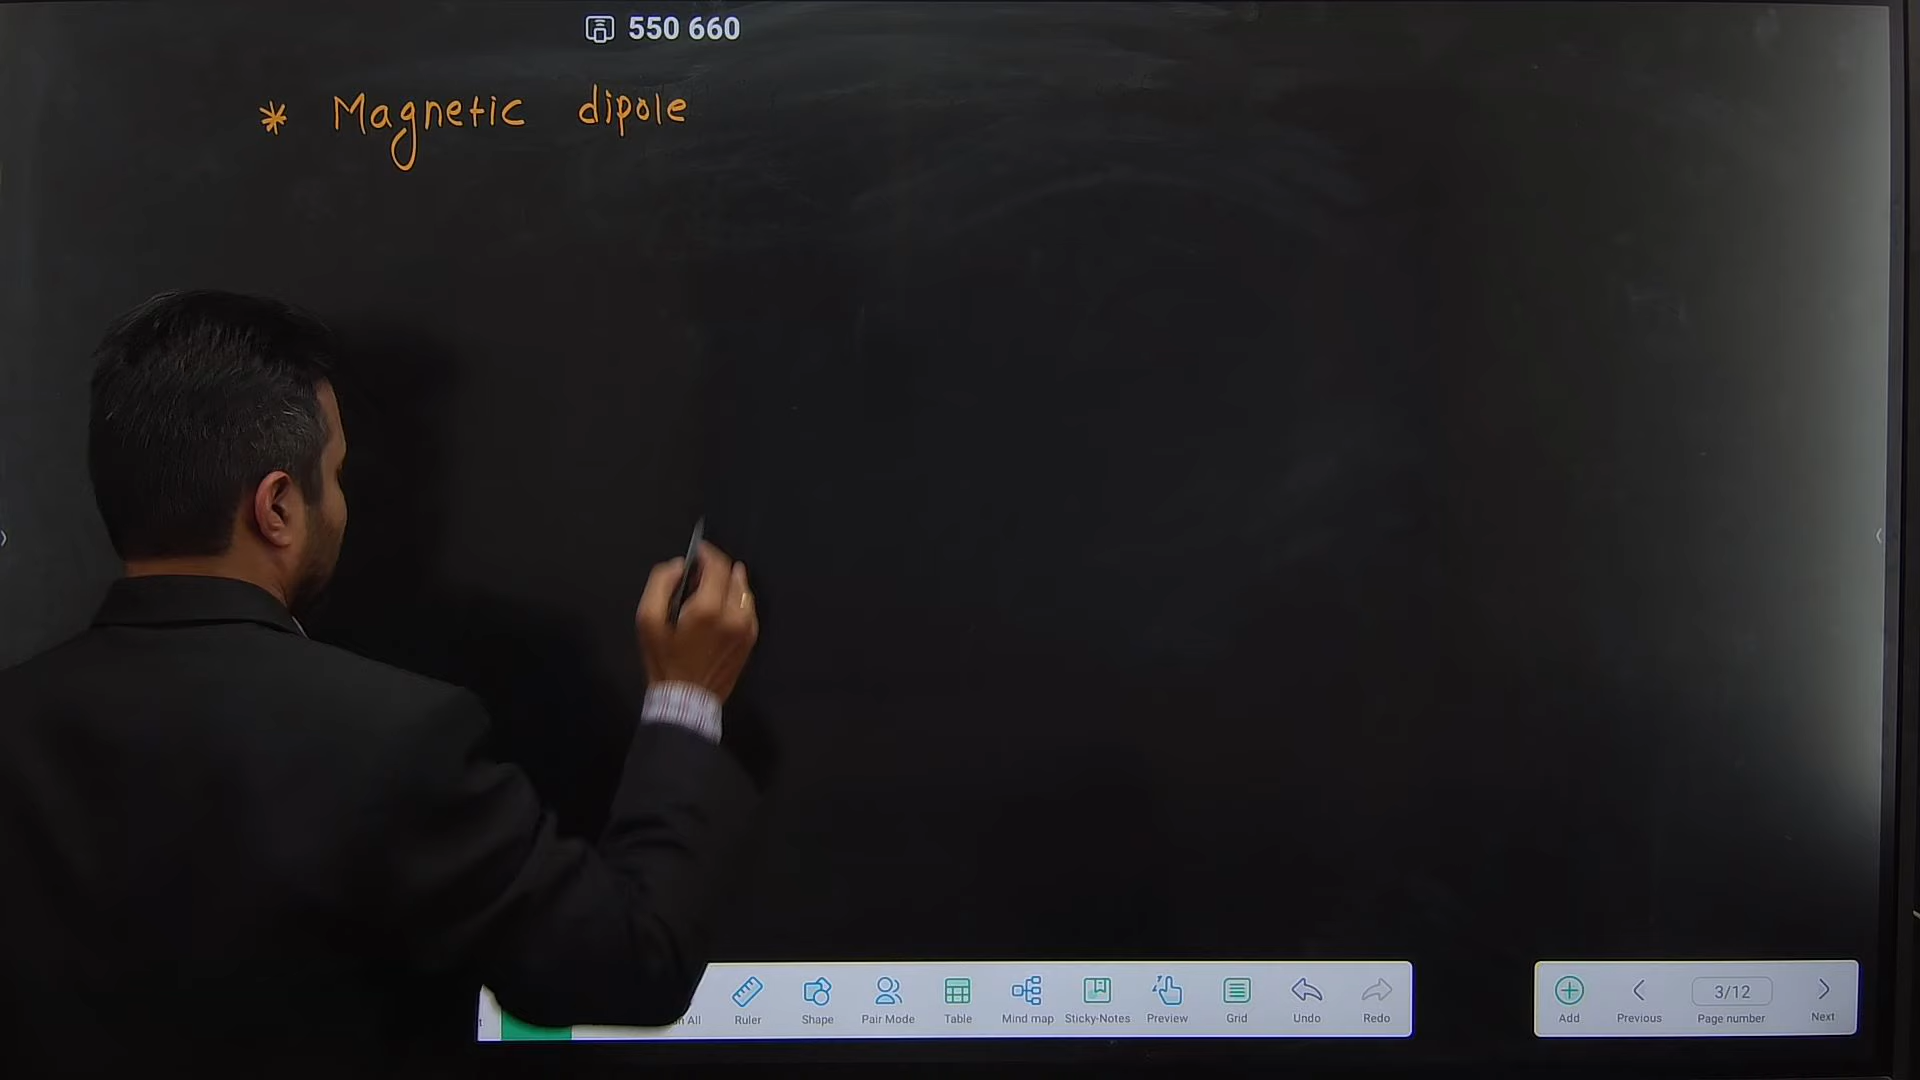 550 660
* Magnetic dipole
n All
Ruler
Shape
Pair Mode
Table
Mind map
Sticky-Notes
Preview
Grid
Undo
Redo
Add
Previous
3/12
Page number
Next